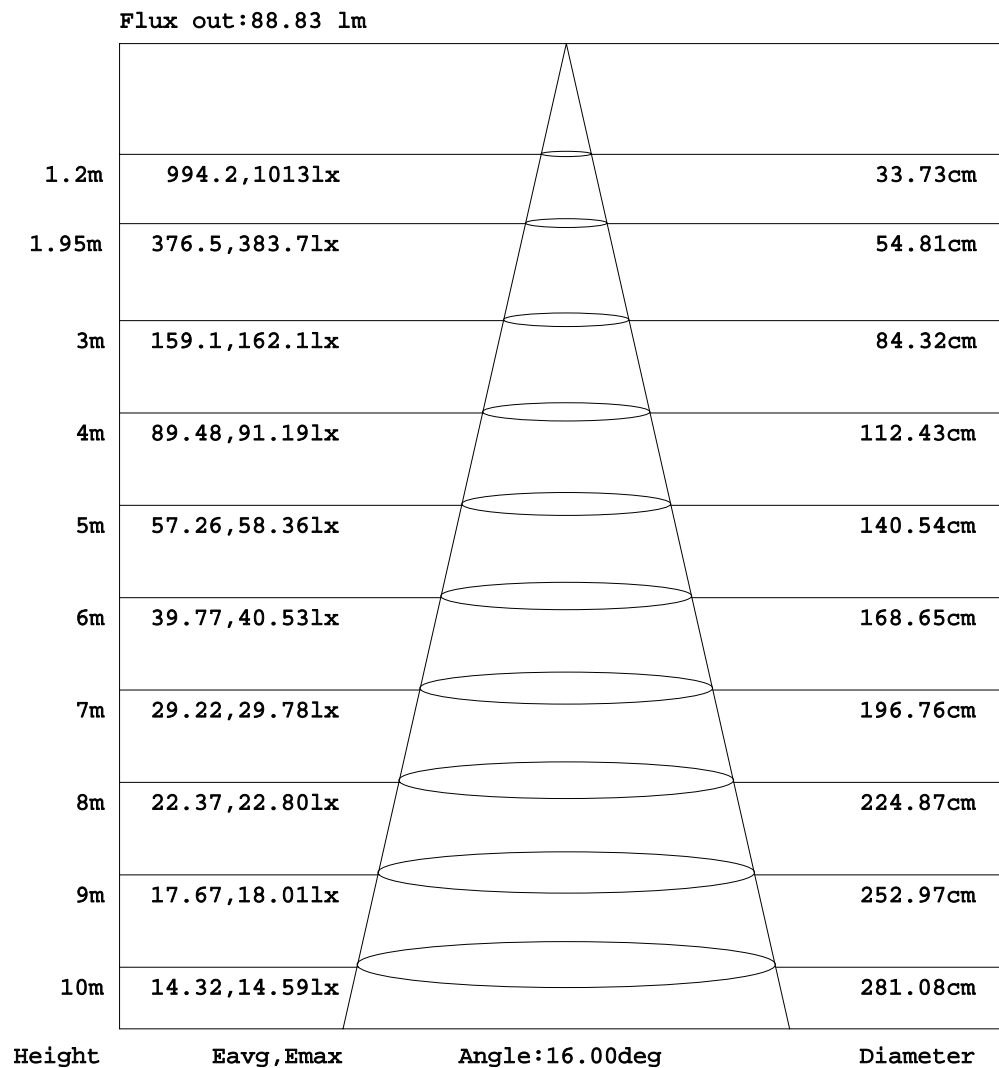 Flux out:88.83 lm
1.2m 994.2,1013lx 33.73cm
1.95m 376.5,383.7lx 54.81cm
3m 159.1,162.1lx 84.32cm
4m 89.48,91.19lx 112.43cm
5m 57.26,58.36lx 140.54cm
6m 39.77,40.53lx 168.65cm
7m 29.22,29.78lx 196.76cm
8m 22.37,22.80lx 224.87cm
9m 17.67,18.01lx 252.97cm
10m 14.32,14.59lx 281.08cm
Height Eavg,Emax Angle:16.00deg Diameter